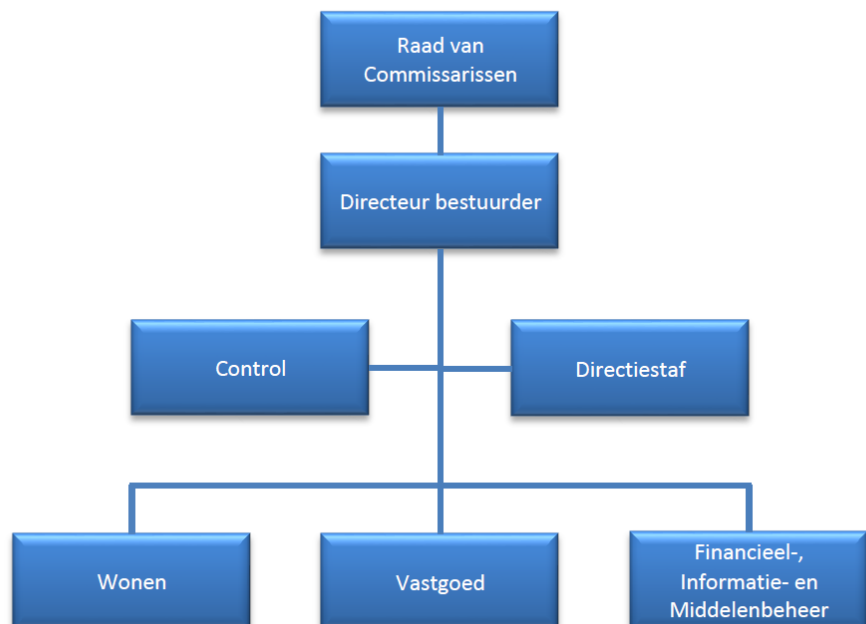 Raad van
Commissarissen
Directeur bestuurder
Control
Directiestaf
Wonen
Vastgoed
Financieel-,
Informatie- en
Middelenbeheer